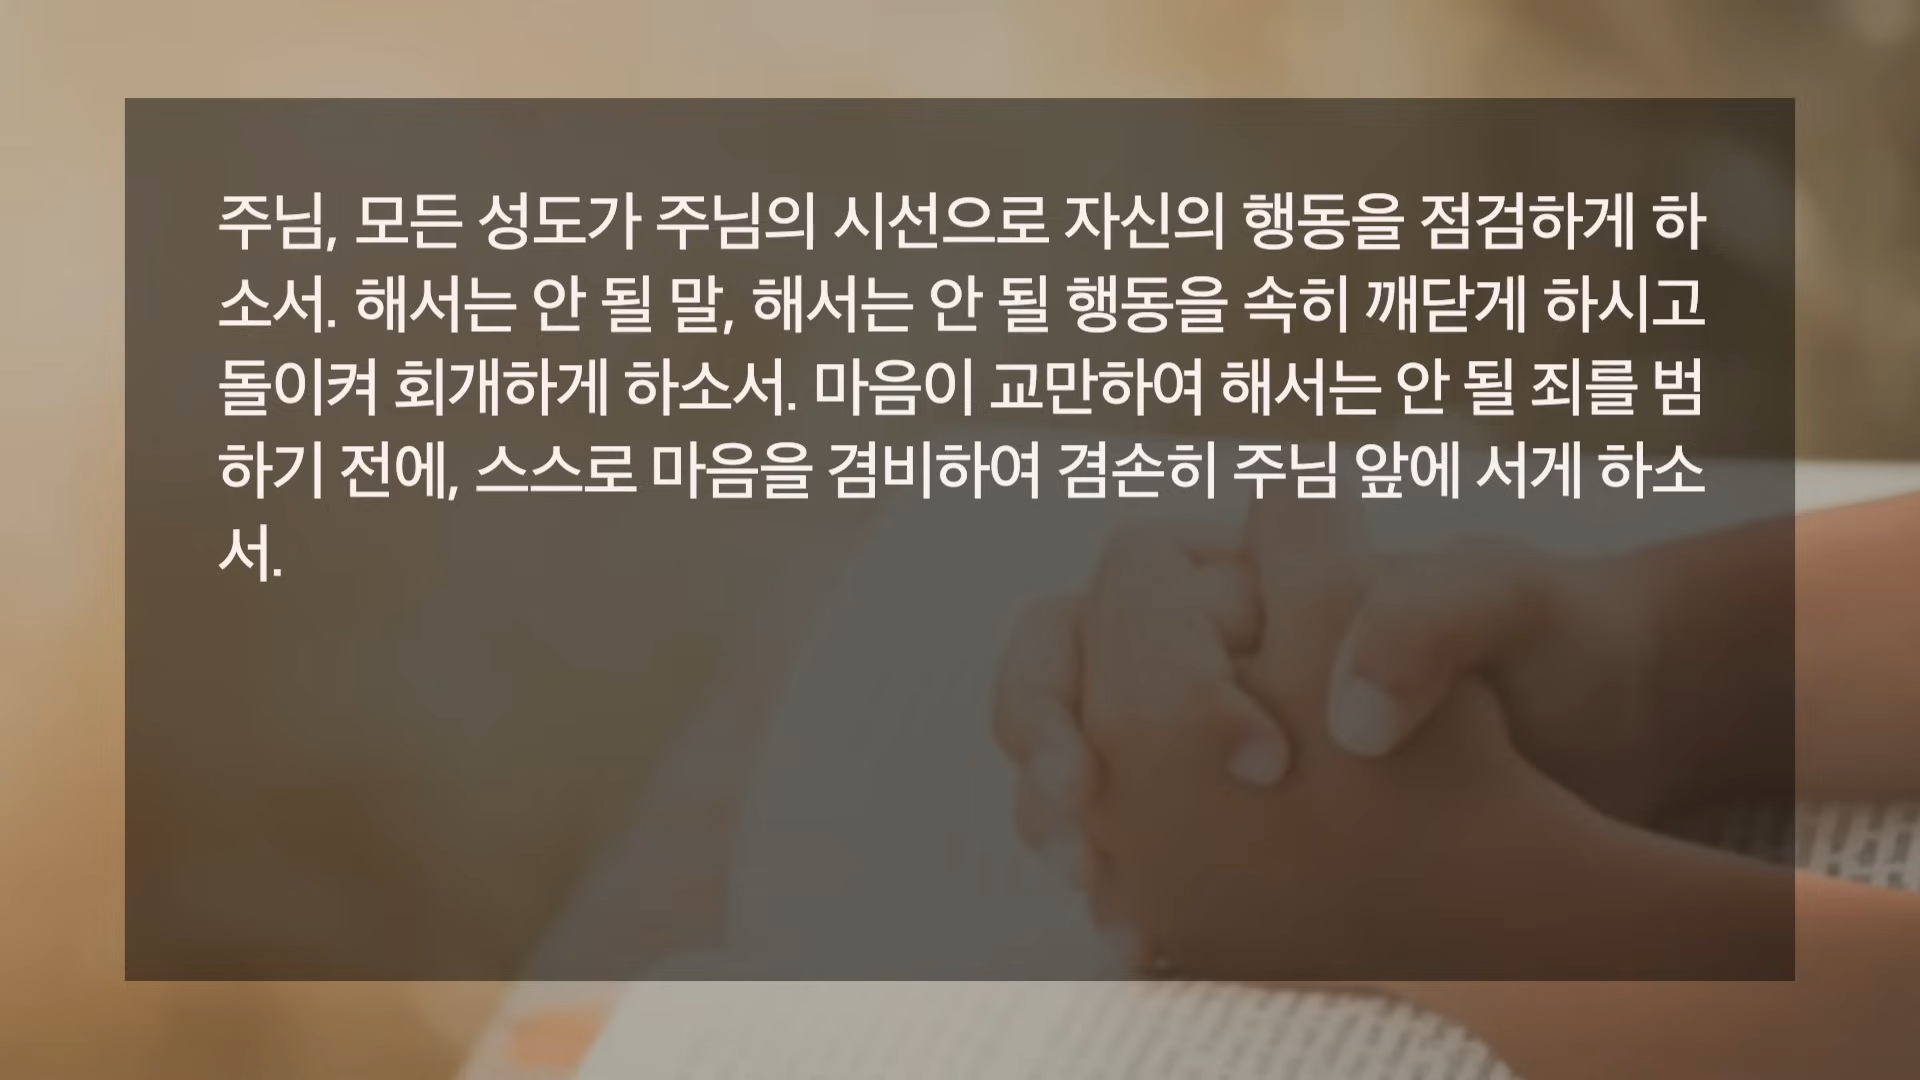 주님, 모든 성도가 주님의 시선으로 자신의 행동을 점검하게 하
소서. 해서는 안 될 말, 해서는 안 될 행동을 속히 깨닫게 하시고
돌이켜 회개하게 하소서. 마음이 교만하여 해서는 안 될 죄를 범
하기 전에, 스스로 마음을 겸비하여 겸손히 주님 앞에 서게 하소
서.